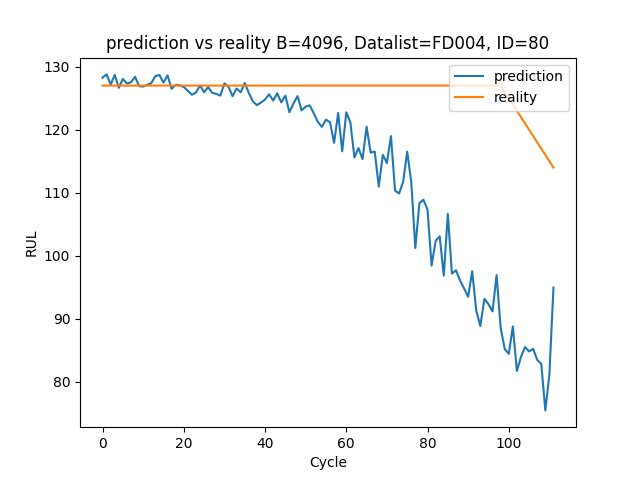 prediction vs reality B=4096, Datalist=FD004, ID=80
prediction
reality
130
120
110
100
90
80
RUL
0 20 40 60 80 100
Cycle